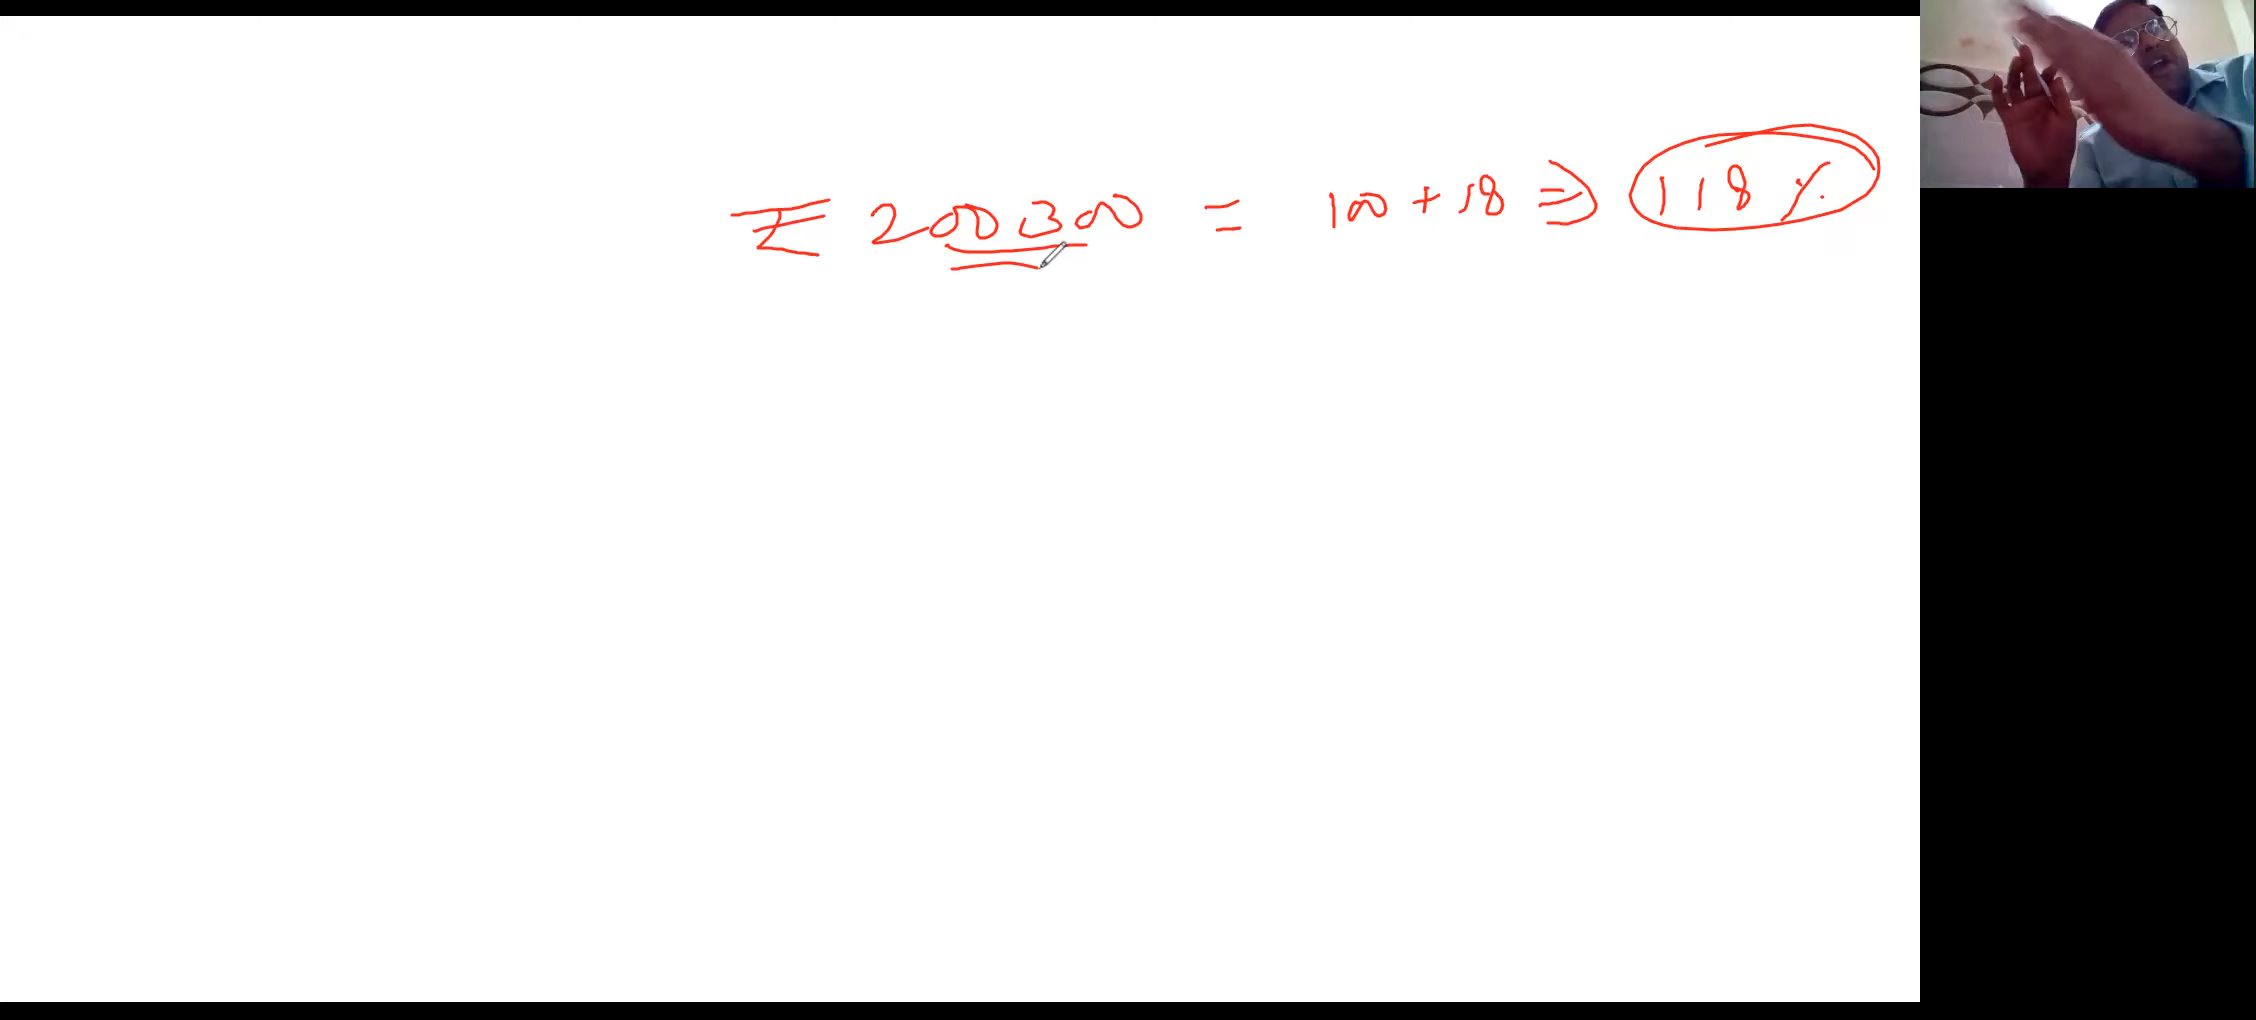 ₹ 200300 = 100 + 18 ⇒ 118 %